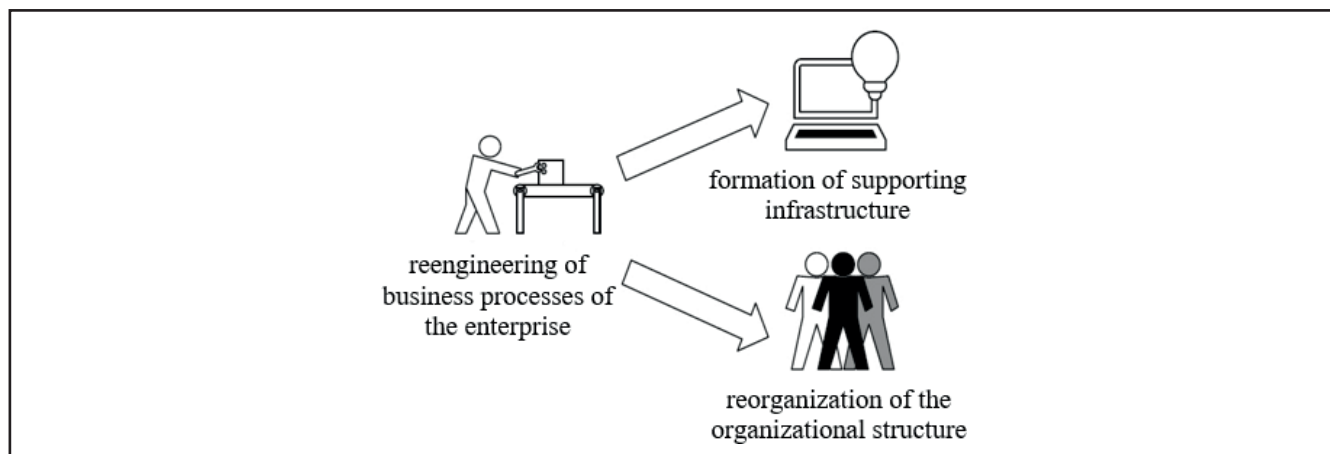 formation of supporting
infrastructure
reengineering of
business processes of
the enterprise
reorganization of the
organizational structure